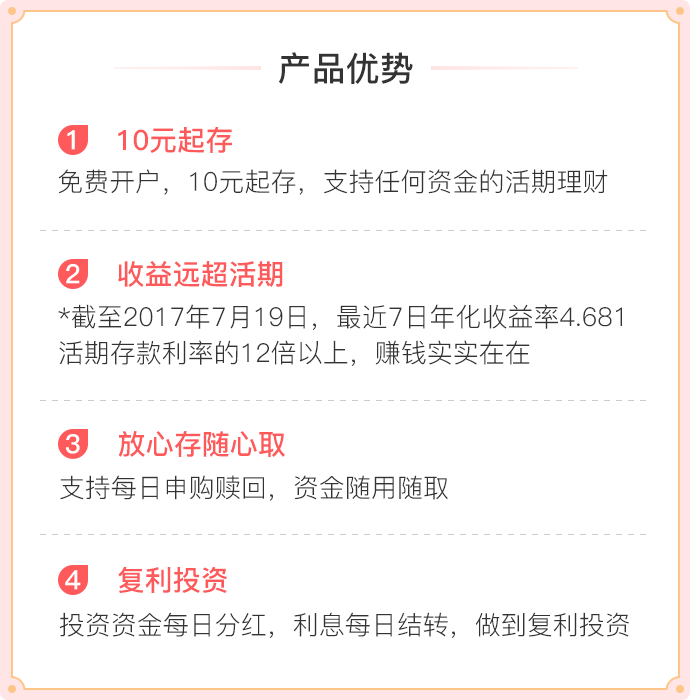 产品优势
1 10元起存
免费开户，10元起存，支持任何资金的活期理财
2 收益远超活期
*截至2017年7月19日，最近7日年化收益率4.681
活期存款利率的12倍以上，赚钱实实在在
3 放心存随心取
支持每日申购赎回，资金随用随取
4 复利投资
投资资金每日分红，利息每日结转，做到复利投资